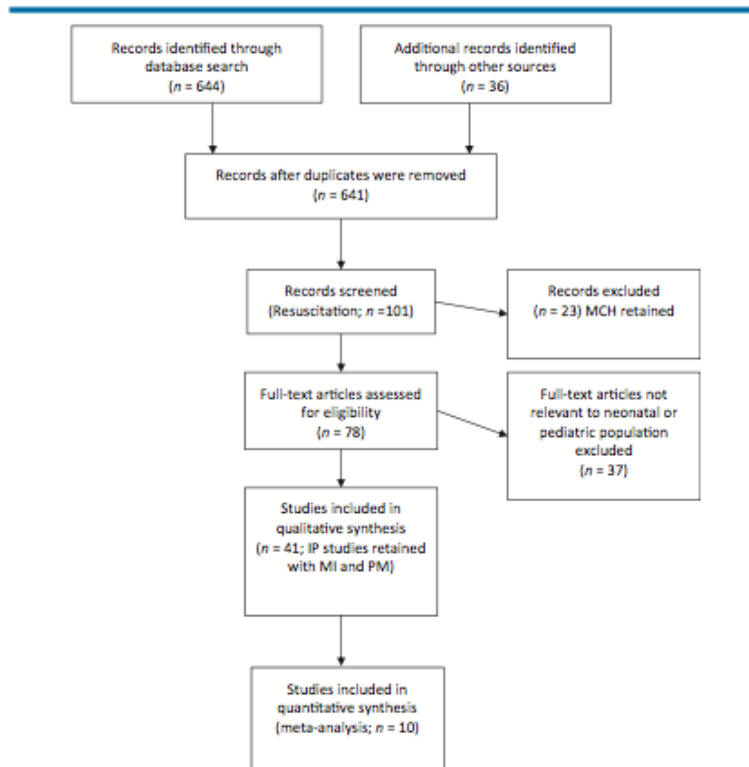 Records identified through
database search
(n = 644)
Additional records identified
through other sources
(n = 36)
Records after duplicates were removed
(n = 641)
Records screened
(Resuscitation; n =101)
Records excluded
(n = 23) MCH retained
Full-text articles assessed
for eligibility
(n = 78)
Full-text articles not
relevant to neonatal or
pediatric population
excluded
(n = 37)
Studies included in
qualitative synthesis
(n = 41; IP studies retained
with MI and PM)
Studies included in
quantitative synthesis
(meta-analysis; n = 10)